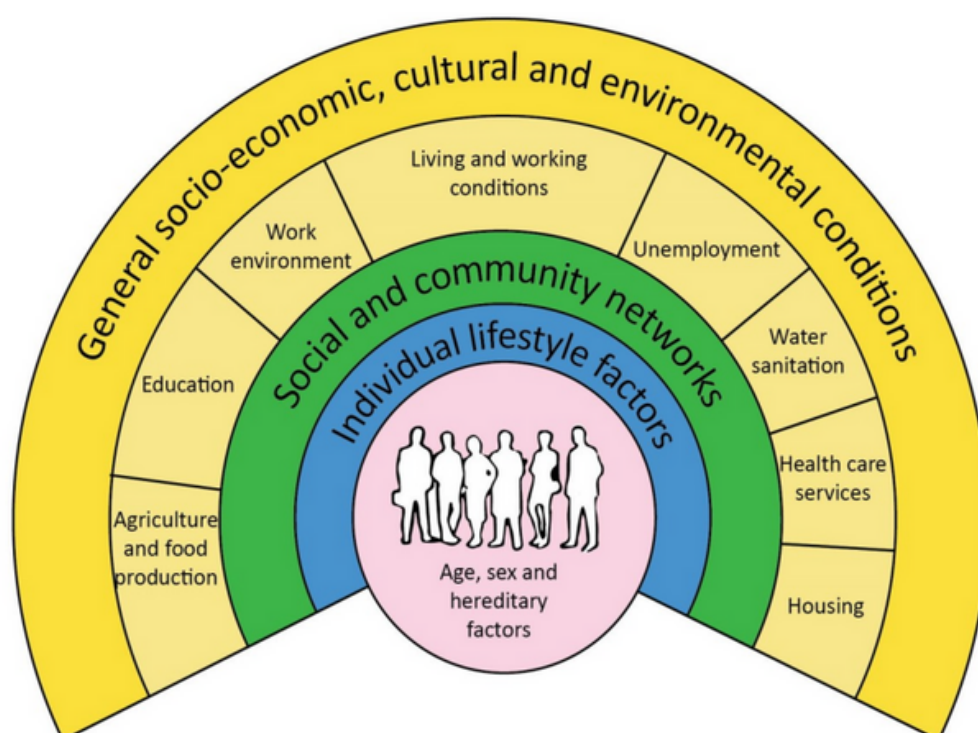 General socio-economic, cultural and environmental conditions
Living and working
conditions
Work
environment
Unemployment
Education
Water
sanitation
Agriculture
and food
production
Health care
services
Housing
Social and community networks
Individual lifestyle factors
Age, sex and
hereditary
factors